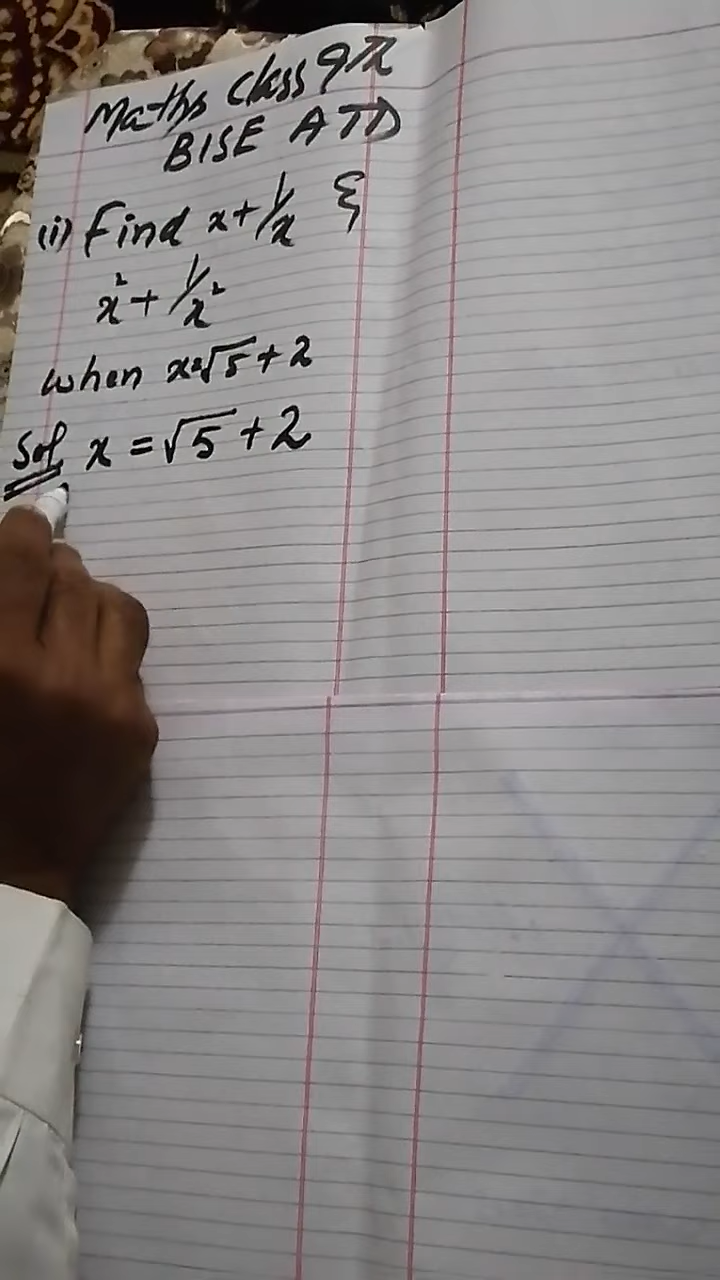 Maths Class 9th
BISE ATD
(i) Find x+1/x &
x²+1/x²
when x=√5+2
Sol x=√5+2